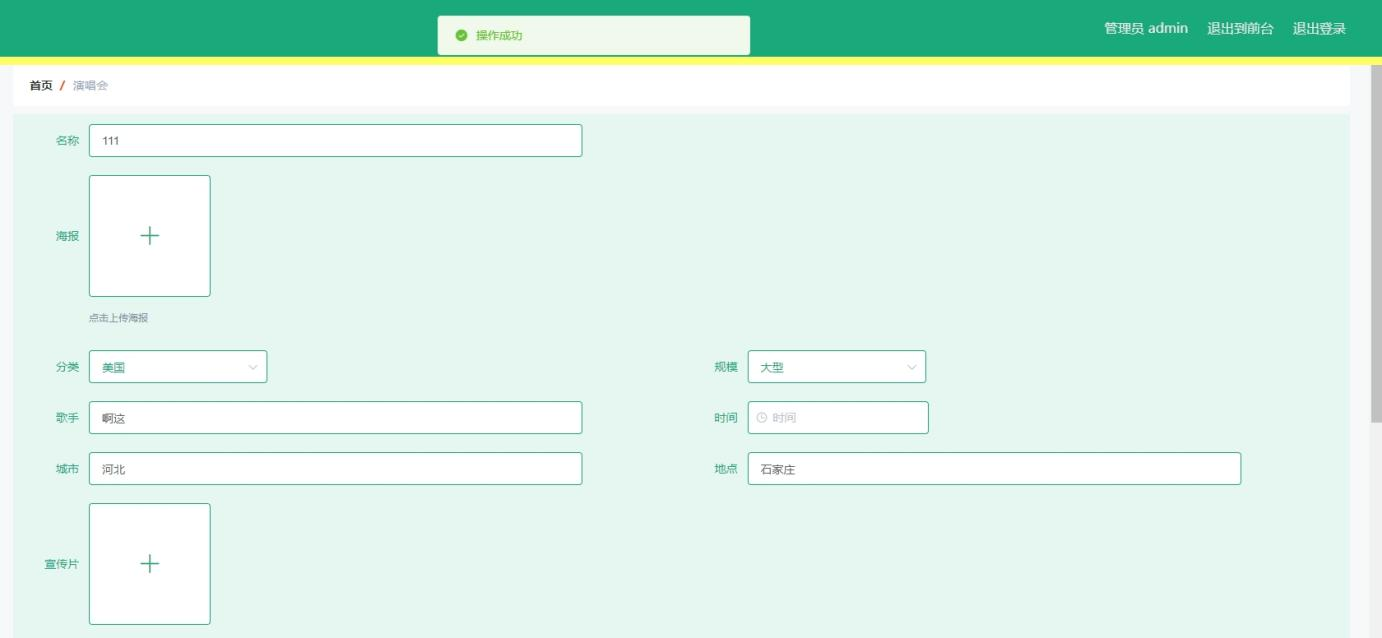 操作成功
管理员 admin 退出到前台 退出登录
首页 / 演唱会
名称 111
海报
点击上传海报
分类 美国 规模 大型
歌手 啊这 时间 时间
城市 河北 地点 石家庄
宣传片